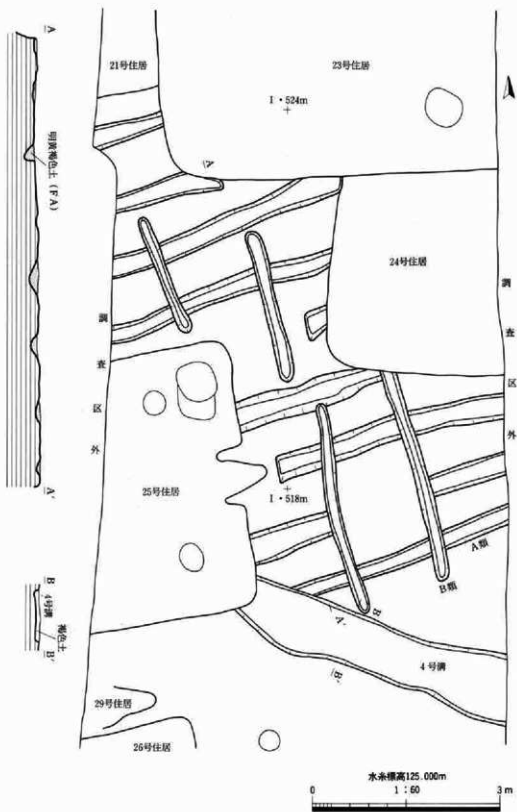 A
明黄褐色土（FA）
A'
B
4号溝
褐色土
B'
21号住居
23号住居
I・524m
A
24号住居
調査区外
調査区外
25号住居
I・518m
A類
B類
B
A'
B'
4号溝
29号住居
26号住居
水糸標高125.000m
0 1：60 3m